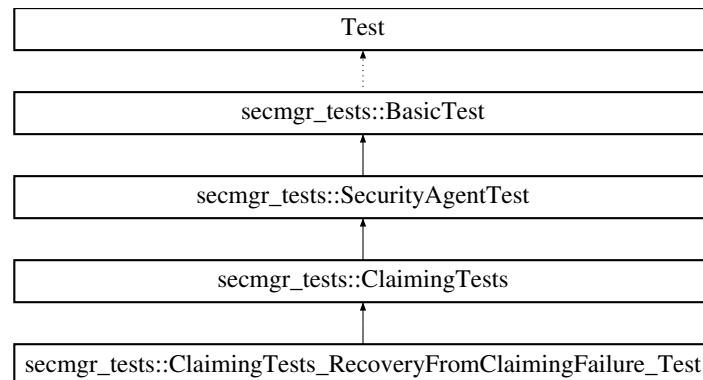 Test
secmgr_tests::BasicTest
secmgr_tests::SecurityAgentTest
secmgr_tests::ClaimingTests
secmgr_tests::ClaimingTests_RecoveryFromClaimingFailure_Test